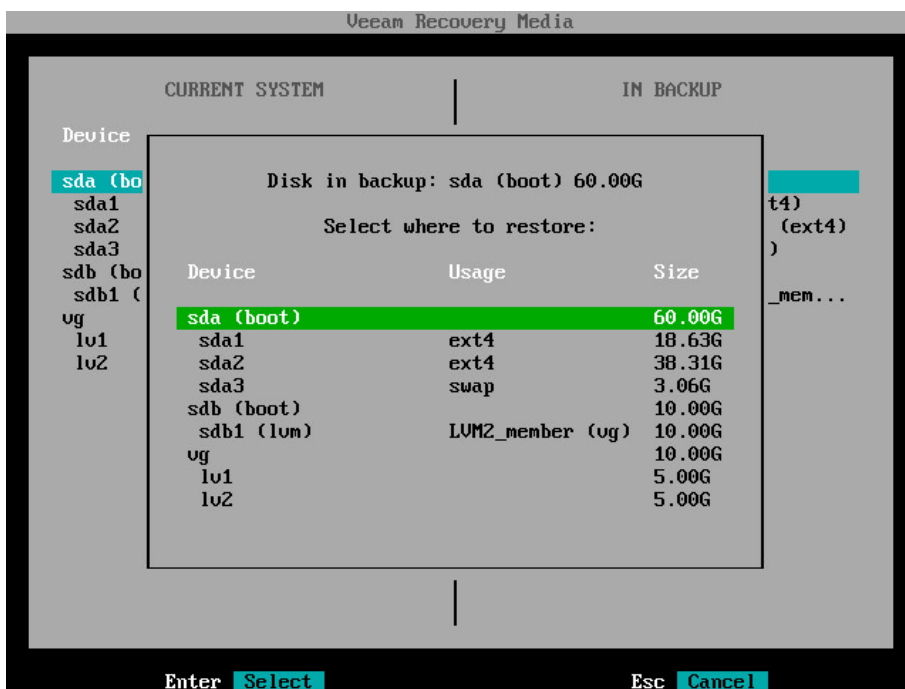 Veeam Recovery Media
CURRENT SYSTEM IN BACKUP
Device
Disk in backup: sda (boot) 60.00G
Select where to restore:
Device Usage Size
sda (bo
sda1 t4)
sda2 (ext4)
sda3 )
sdb (bo
sdb1 ( _mem...
vg
lv1
lv2
sda (boot) 60.00G
sda1 ext4 18.63G
sda2 ext4 38.31G
sda3 swap 3.06G
sdb (boot) 10.00G
sdb1 (lvm) LVM2_member (vg) 10.00G
vg 10.00G
lv1 5.00G
lv2 5.00G
Enter Select Esc Cancel